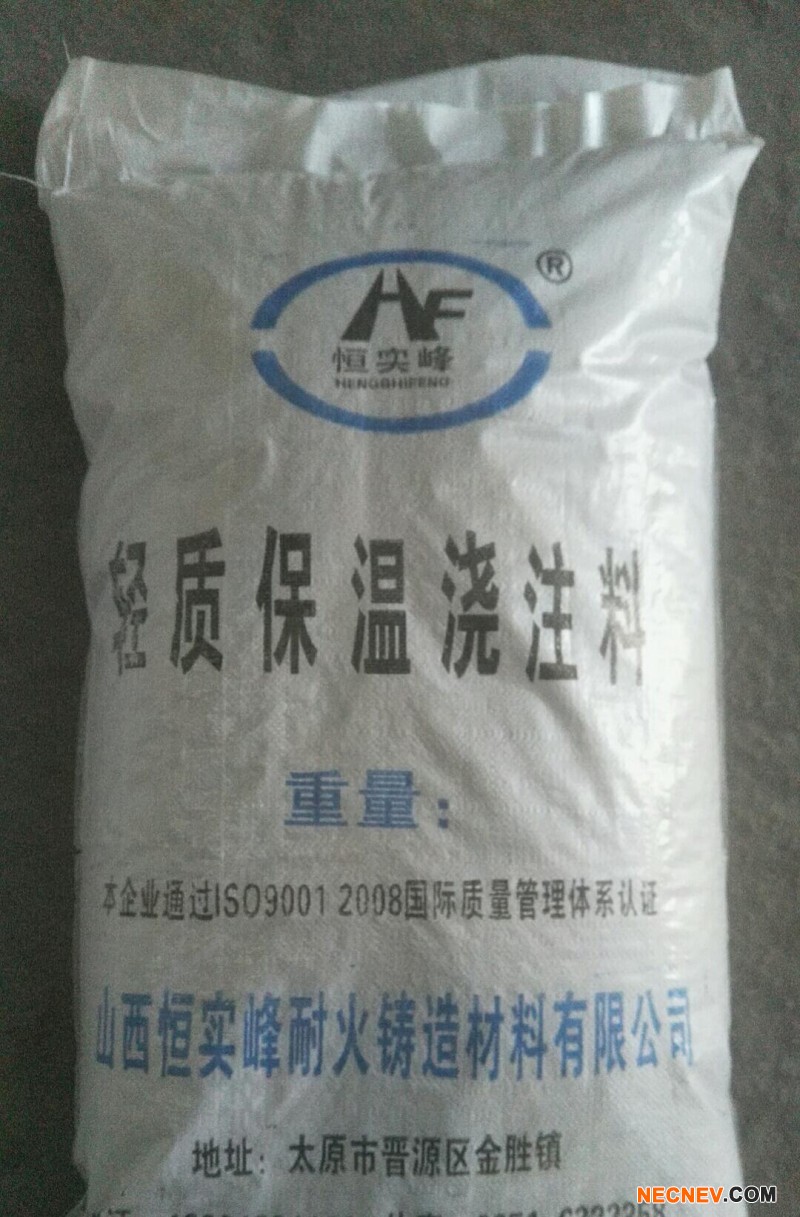 HF
®
恒实峰
HENGSHIFENG
轻质保温浇注料
重量:
本企业通过ISO9001 2008国际质量管理体系认证
山西恒实峰耐火铸造材料有限公司
地址: 太原市晋源区金胜镇
NECNEV.COM